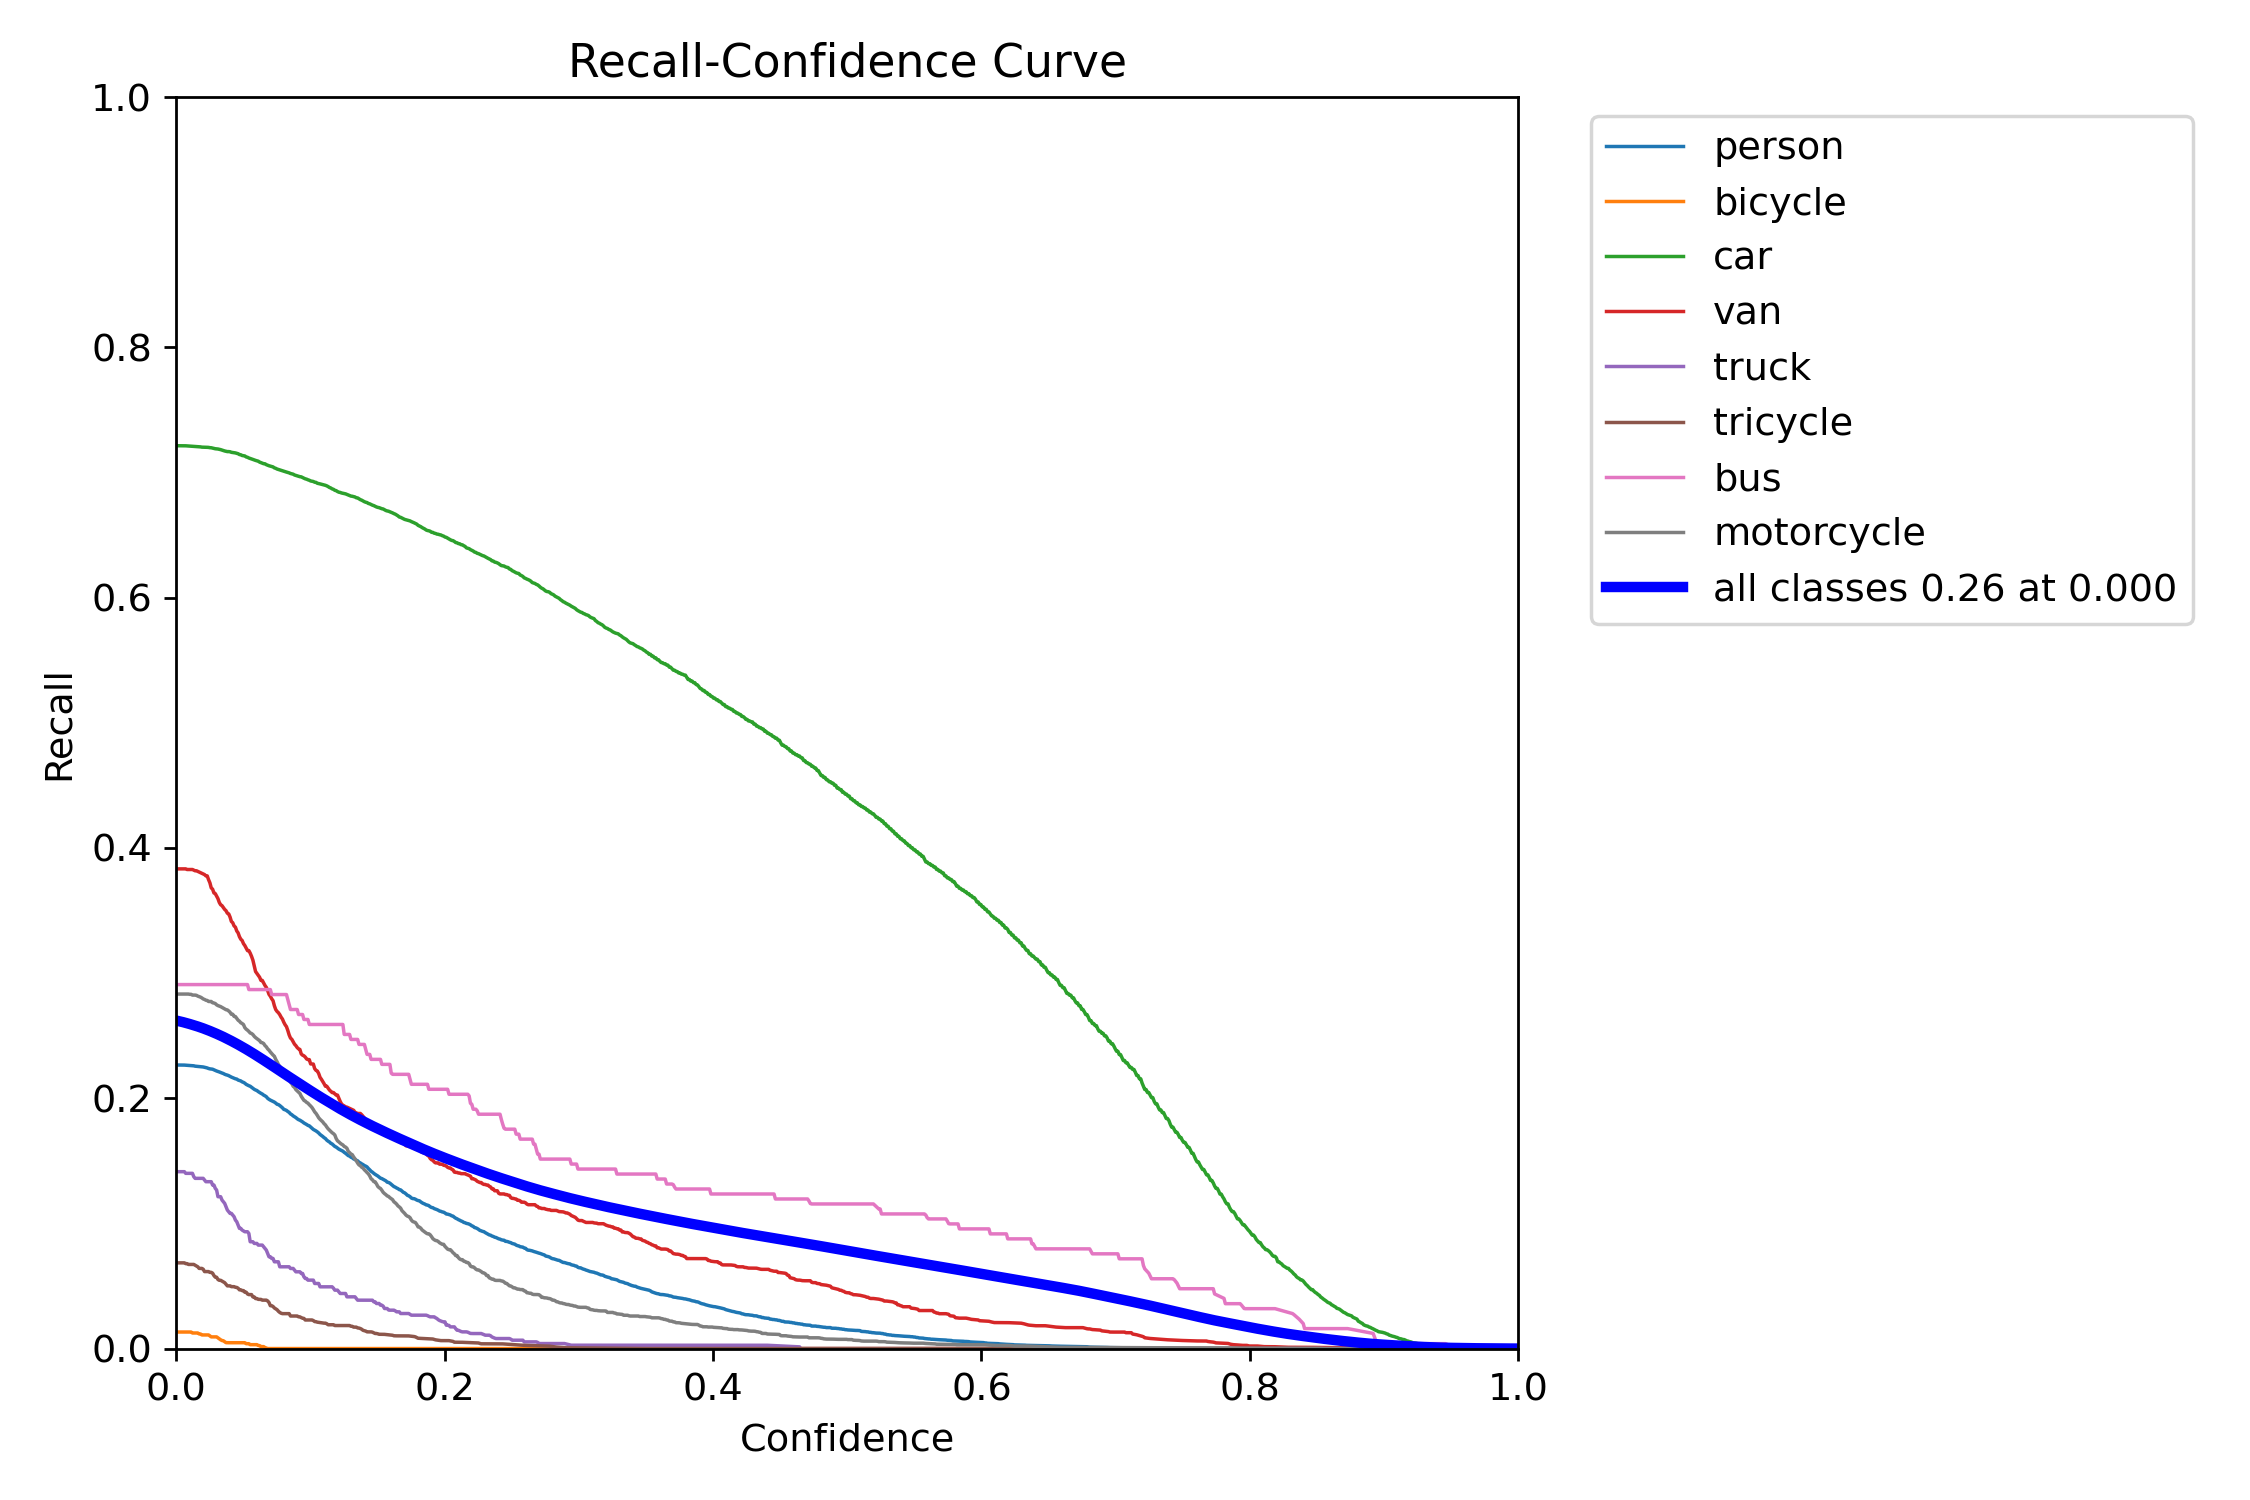 Recall-Confidence Curve
1.0
0.8
0.6
0.4
0.2
0.0
Recall
0.0 0.2 0.4 0.6 0.8 1.0
Confidence
person
bicycle
car
van
truck
tricycle
bus
motorcycle
all classes 0.26 at 0.000